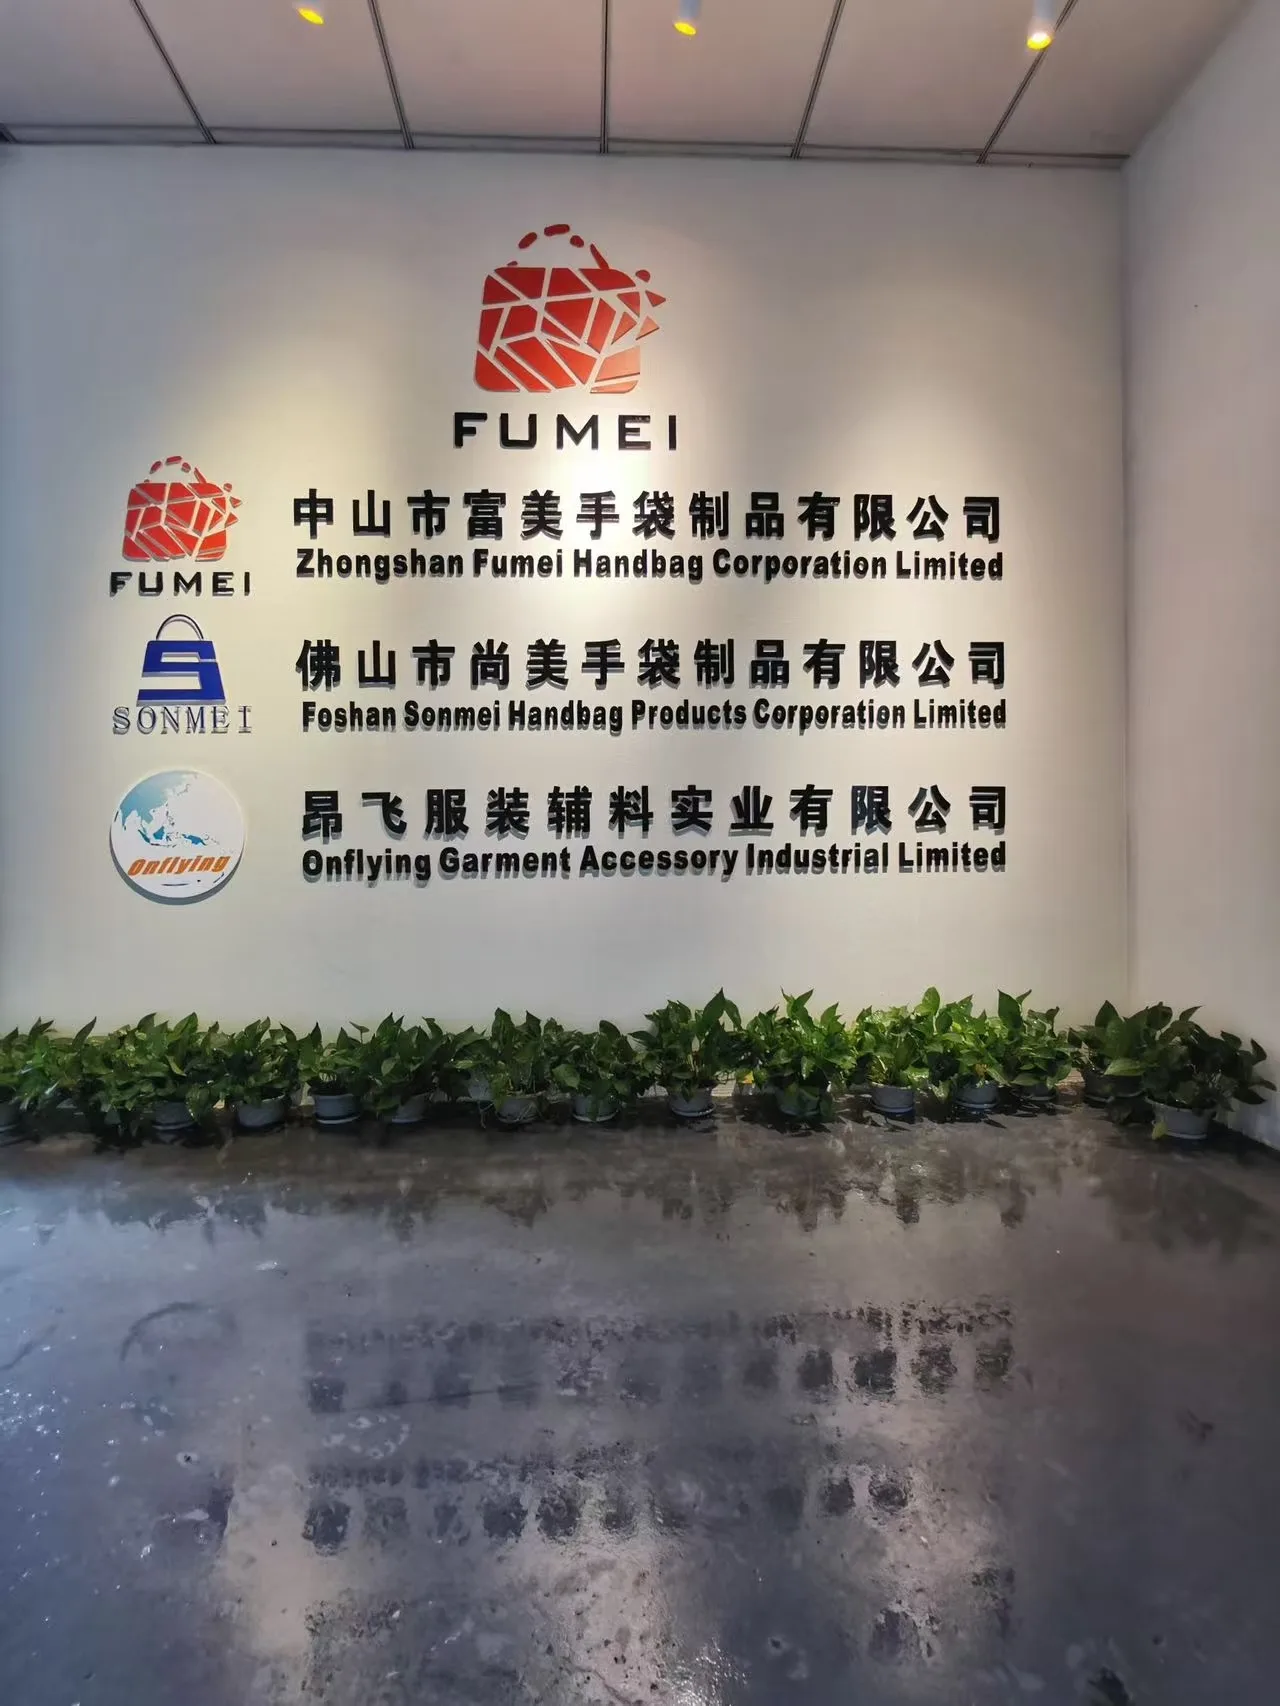 FUMEI
FUMEI
中山市富美手袋制品有限公司
Zhongshan Fumei Handbag Corporation Limited
S
SONMEI
佛山市尚美手袋制品有限公司
Foshan Sonmei Handbag Products Corporation Limited
Onflying
昂飞服装辅料实业有限公司
Onflying Garment Accessory Industrial Limited